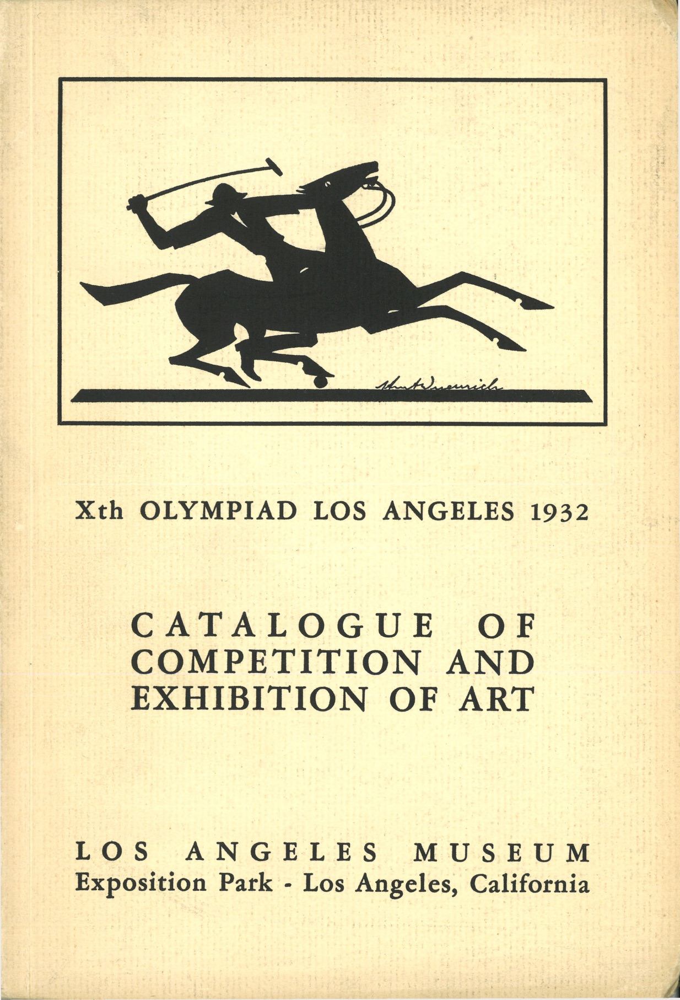 Xth OLYMPIAD LOS ANGELES 1932
CATALOGUE OF
COMPETITION AND
EXHIBITION OF ART
LOS ANGELES MUSEUM
Exposition Park - Los Angeles, California